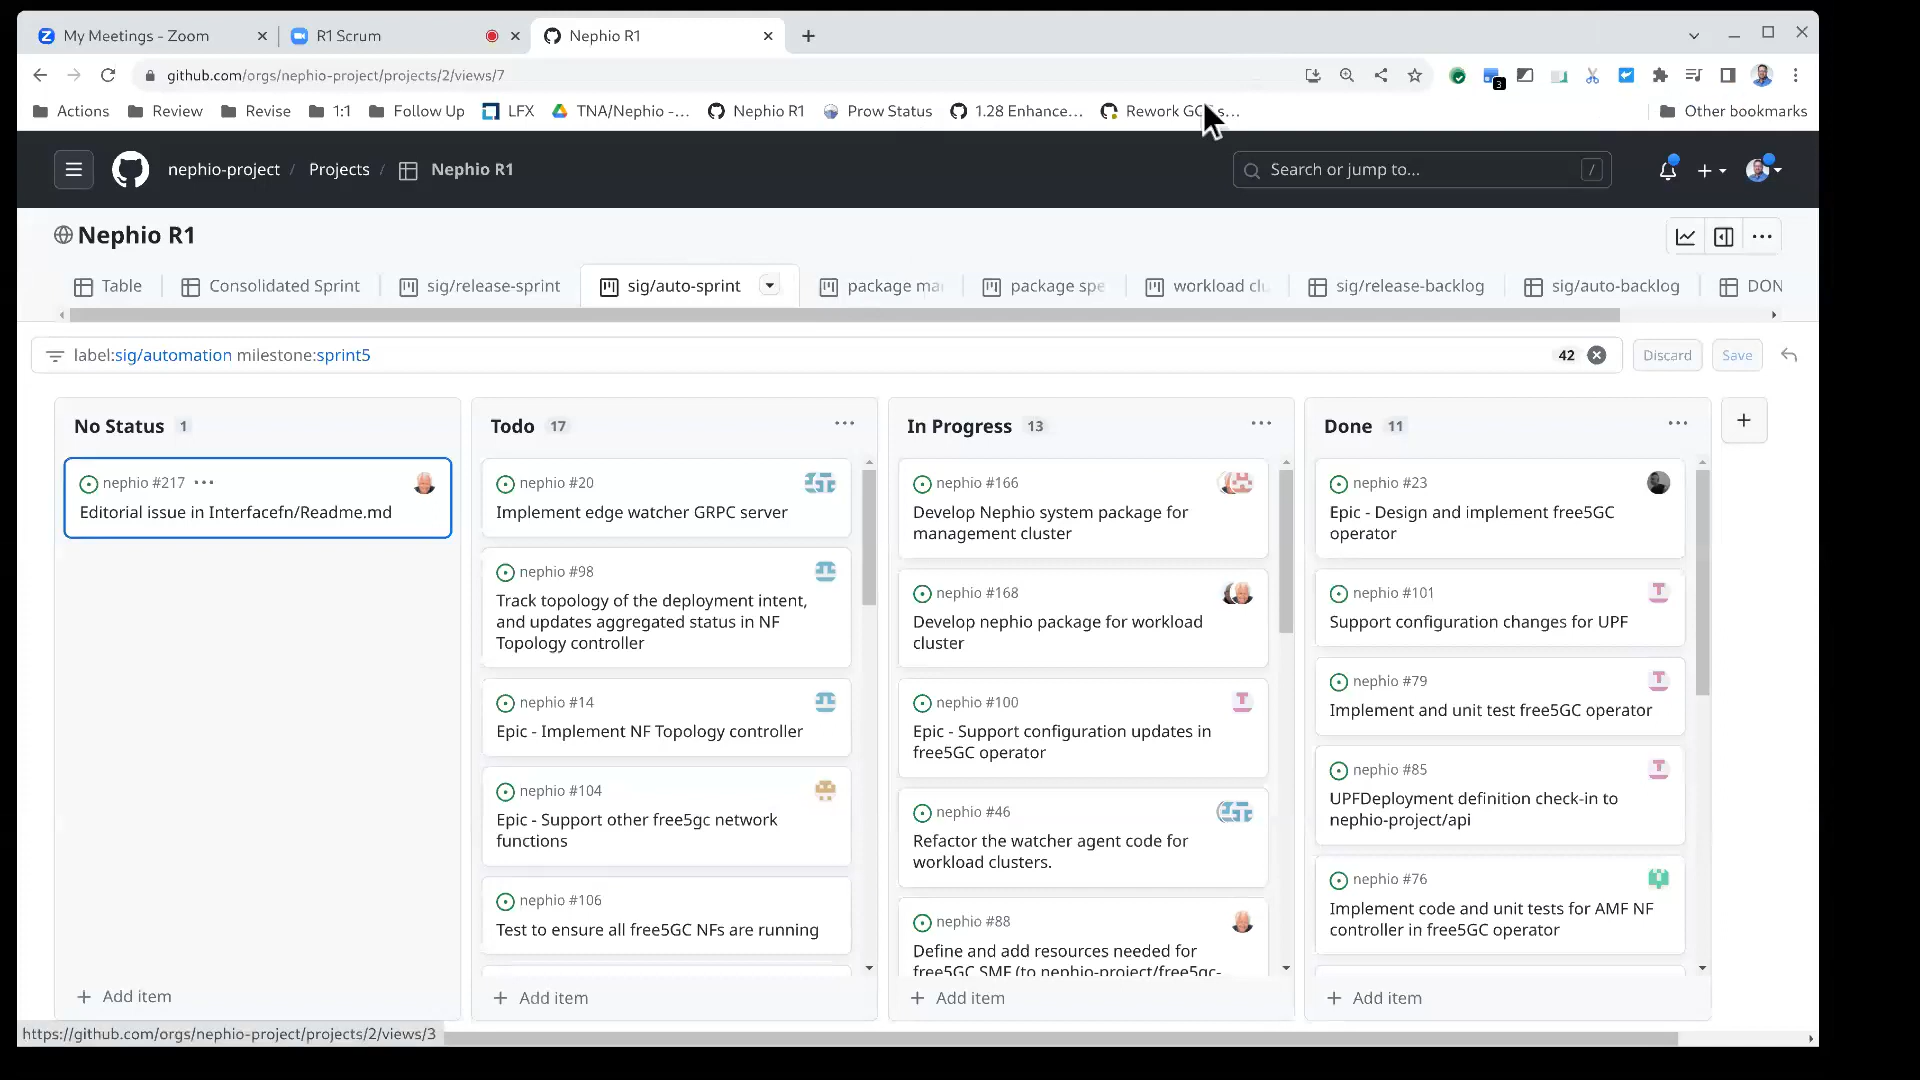 My Meetings - Zoom
R1 Scrum
Nephio R1
github.com/orgs/nephio-project/projects/2/views/7
3
Actions
Review
Revise
1:1
Follow Up
LFX
TNA/Nephio -...
Nephio R1
Prow Status
1.28 Enhance...
Rework GC
s...
Other bookmarks
nephio-project / Projects / Nephio R1
Search or jump to...
/
Nephio R1
Table
Consolidated Sprint
sig/release-sprint
sig/auto-sprint
package ma
package spe
workload clu
sig/release-backlog
sig/auto-backlog
DON
label:sig/automation milestone:sprint5
42
Discard
Save
No Status 1
nephio #217
Editorial issue in Interfacefn/Readme.md
+ Add item
Todo 17
nephio #20
Implement edge watcher GRPC server
nephio #98
Track topology of the deployment intent,
and updates aggregated status in NF
Topology controller
nephio #14
Epic - Implement NF Topology controller
nephio #104
Epic - Support other free5gc network
functions
nephio #106
Test to ensure all free5GC NFs are running
+ Add item
In Progress 13
nephio #166
Develop Nephio system package for
management cluster
nephio #168
Develop nephio package for workload
cluster
nephio #100
Epic - Support configuration updates in
free5GC operator
nephio #46
Refactor the watcher agent code for
workload clusters.
nephio #88
Define and add resources needed for
free5GC SMF (to nephio-project/free5gc-
+ Add item
Done 11
nephio #23
Epic - Design and implement free5GC
operator
nephio #101
Support configuration changes for UPF
nephio #79
Implement and unit test free5GC operator
nephio #85
UPFDeployment definition check-in to
nephio-project/api
nephio #76
Implement code and unit tests for AMF NF
controller in free5GC operator
+ Add item
https://github.com/orgs/nephio-project/projects/2/views/3